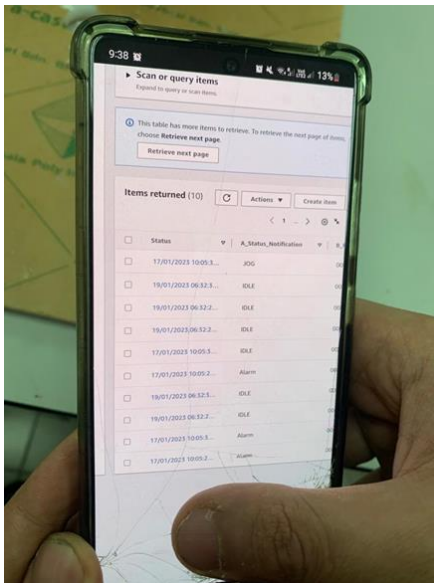 9:38
13%
Scan or query items
Expand to query or scan items.
This table has more items to retrieve. To retrieve the next page of items,
choose Retrieve next page.
Retrieve next page
Items returned (10) Actions Create item
1 ...
Status A_Status_Notification
17/01/2023 10:05:3... JOG
19/01/2023 06:32:3... IDLE
19/01/2023 06:32:2... IDLE
19/01/2023 06:32:2... IDLE
17/01/2023 10:05:3... IDLE
17/01/2023 10:05:2... Alarm
19/01/2023 06:32:3... IDLE
19/01/2023 06:32:2... IDLE
17/01/2023 10:05:3... Alarm
17/01/2023 10:05:2... Alarm